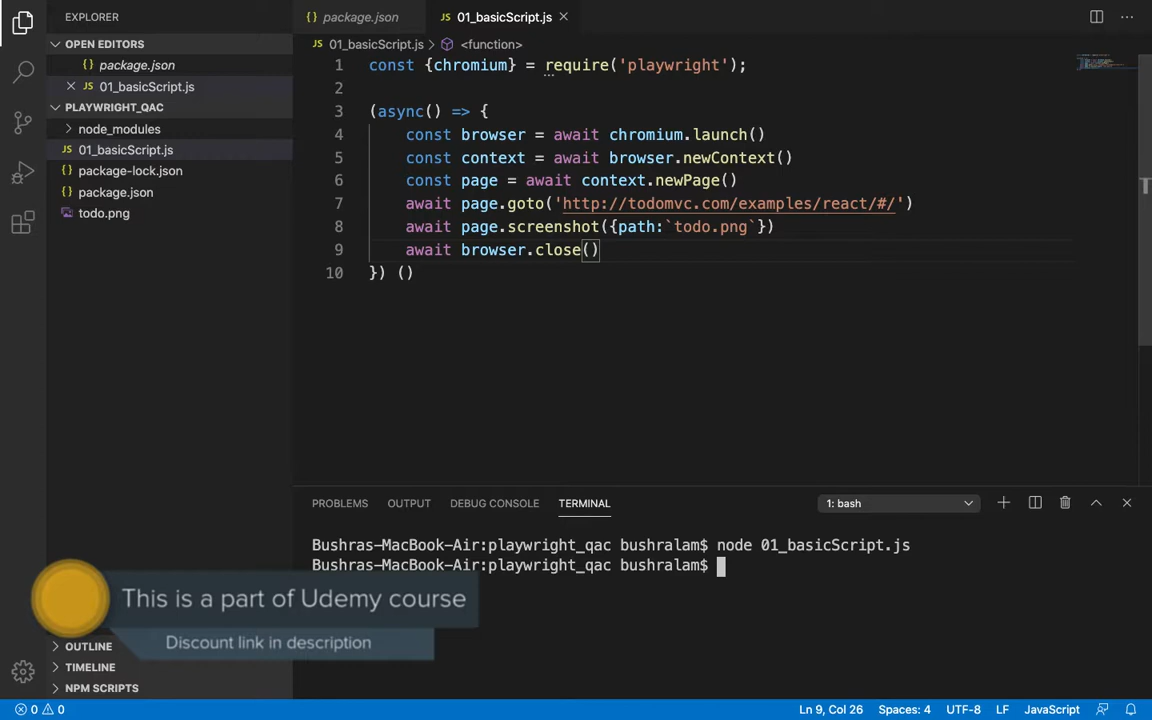 EXPLORER
OPEN EDITORS
package.json
JS 01_basicScript.js
PLAYWRIGHT_QAC
node_modules
JS 01_basicScript.js
{} package-lock.json
{} package.json
todo.png
OUTLINE
TIMELINE
NPM SCRIPTS
{} package.json
JS 01_basicScript.js
JS 01_basicScript.js > <function>
1 const {chromium} = require('playwright');
2
3 (async() => {
4 const browser = await chromium.launch()
5 const context = await browser.newContext()
6 const page = await context.newPage()
7 await page.goto('http://todomvc.com/examples/react/#/')
8 await page.screenshot({path:`todo.png`})
9 await browser.close()
10 }) ()
PROBLEMS OUTPUT DEBUG CONSOLE TERMINAL 1: bash
Bushras-MacBook-Air:playwright_qac bushralam$ node 01_basicScript.js
Bushras-MacBook-Air:playwright_qac bushralam$
This is a part of Udemy course
Discount link in description
0 0 Ln 9, Col 26 Spaces: 4 UTF-8 LF JavaScript